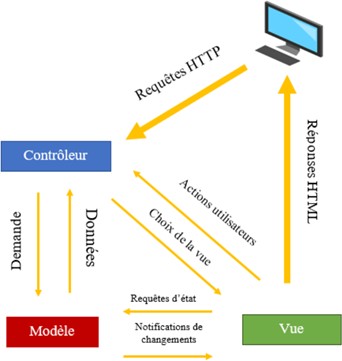 Requêtes HTTP
Contrôleur
Réponses HTML
Actions utilisateurs
Choix de la vue
Demande
Données
Requêtes d'état
Modèle
Notifications de
changements
Vue